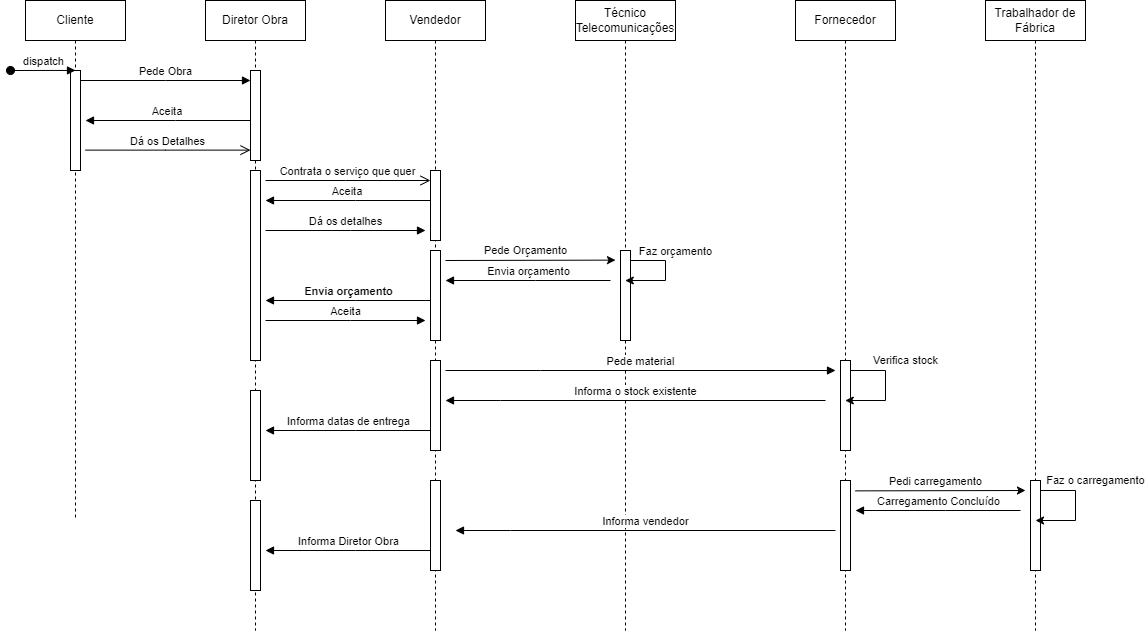 Cliente
Diretor Obra
Vendedor
Técnico
Telecomunicações
Fornecedor
Trabalhador de
Fábrica
dispatch
Pede Obra
Aceita
Dá os Detalhes
Contrata o serviço que quer
Aceita
Dá os detalhes
Pede Orçamento
Faz orçamento
Envia orçamento
Envia orçamento
Aceita
Pede material
Verifica stock
Informa o stock existente
Informa datas de entrega
Pedi carregamento
Faz o carregamento
Carregamento Concluído
Informa vendedor
Informa Diretor Obra